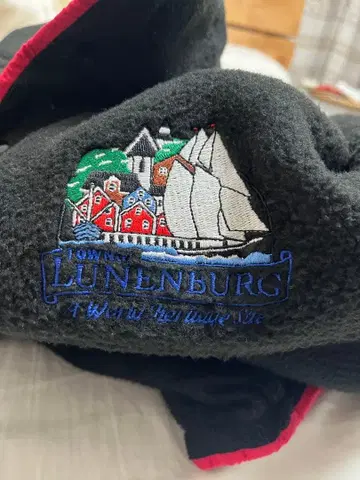 TOWN of
LUNENBURG
A World Heritage Site